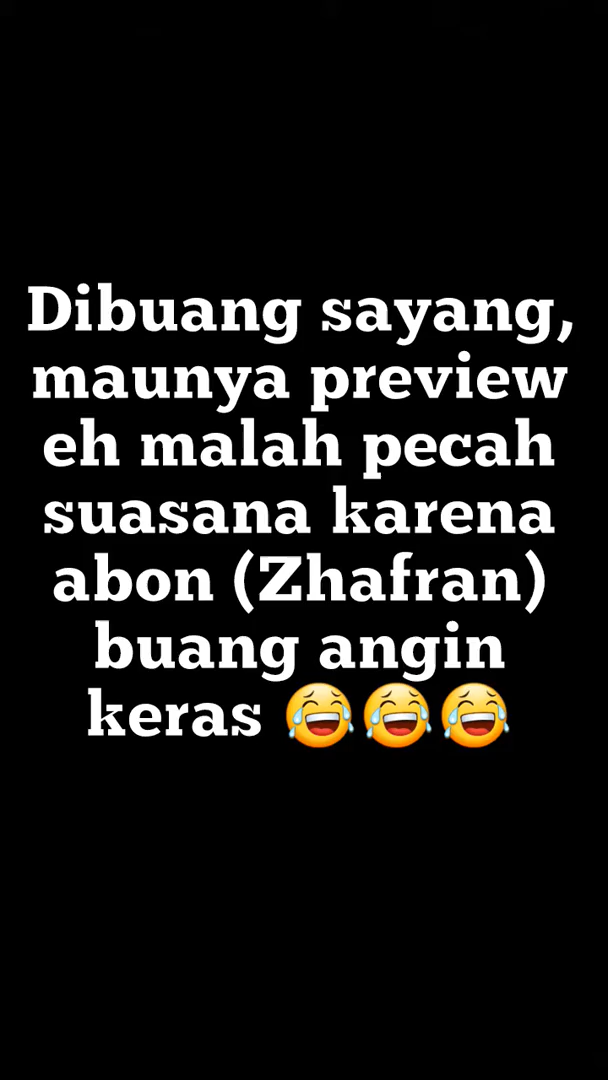 Dibuang sayang,
maunya preview
eh malah pecah
suasana karena
abon (Zhafran)
buang angin
keras 😂😂😂